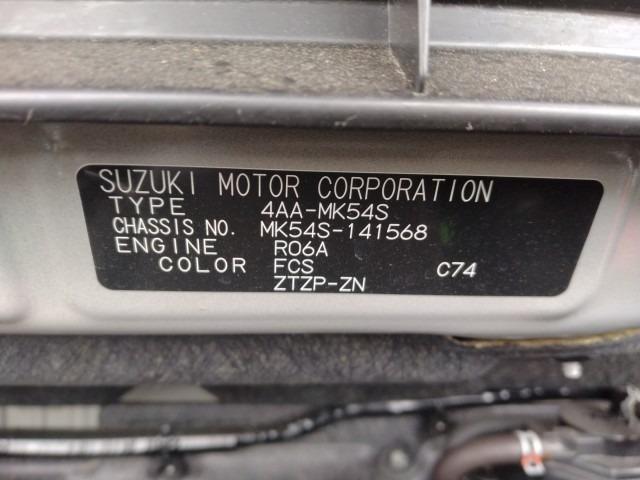 SUZUKI MOTOR CORPORATION
TYPE 4AA-MK54S
CHASSIS NO. MK54S-141568
ENGINE R06A
COLOR FCS C74
ZTZP-ZN